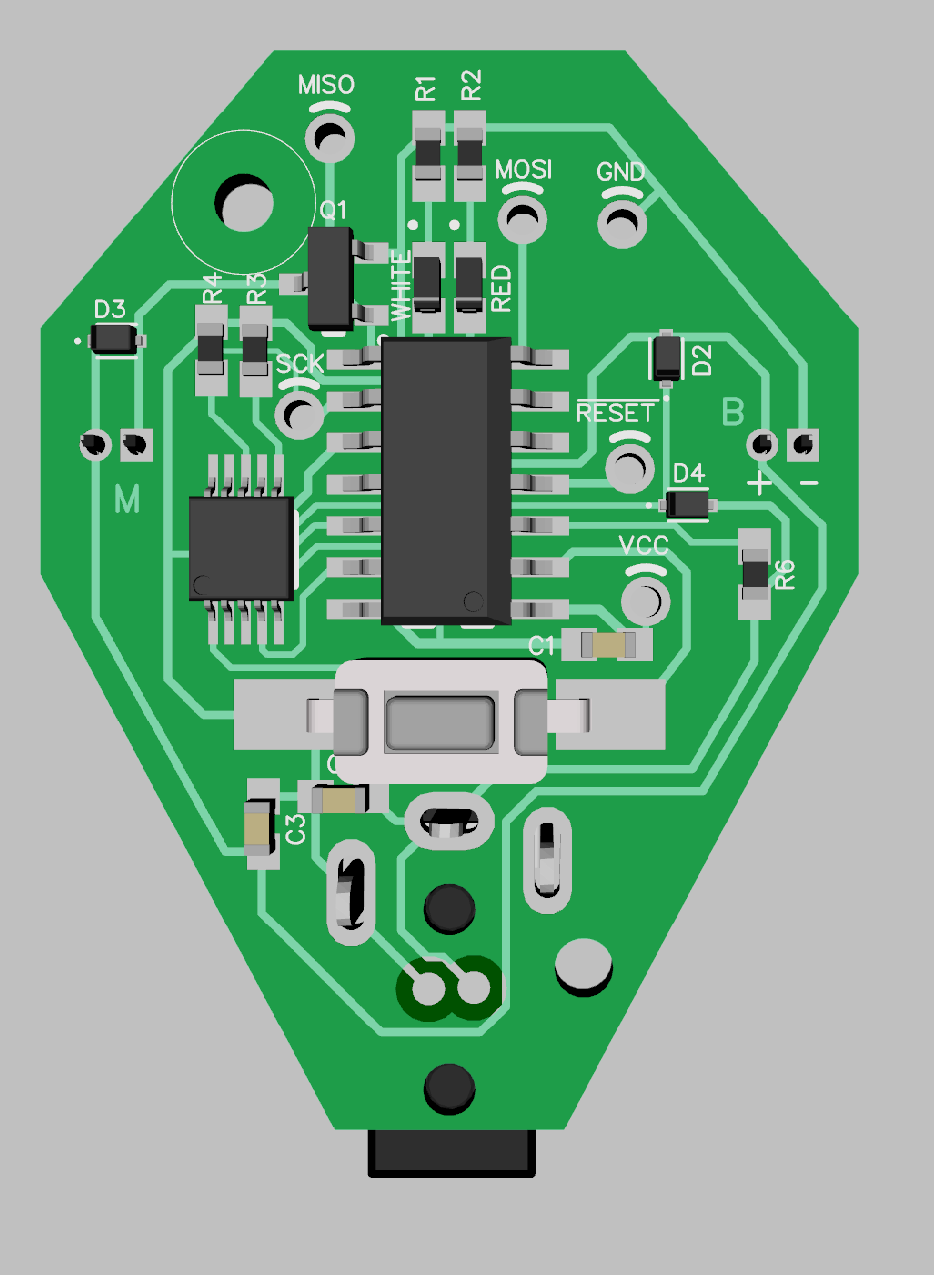 MISO
R1
R2
MOSI
GND
Q1
WHITE
RED
R4
R3
D3
SCK
D2
RESET
B
M
+
-
D4
VCC
R6
C1
C3